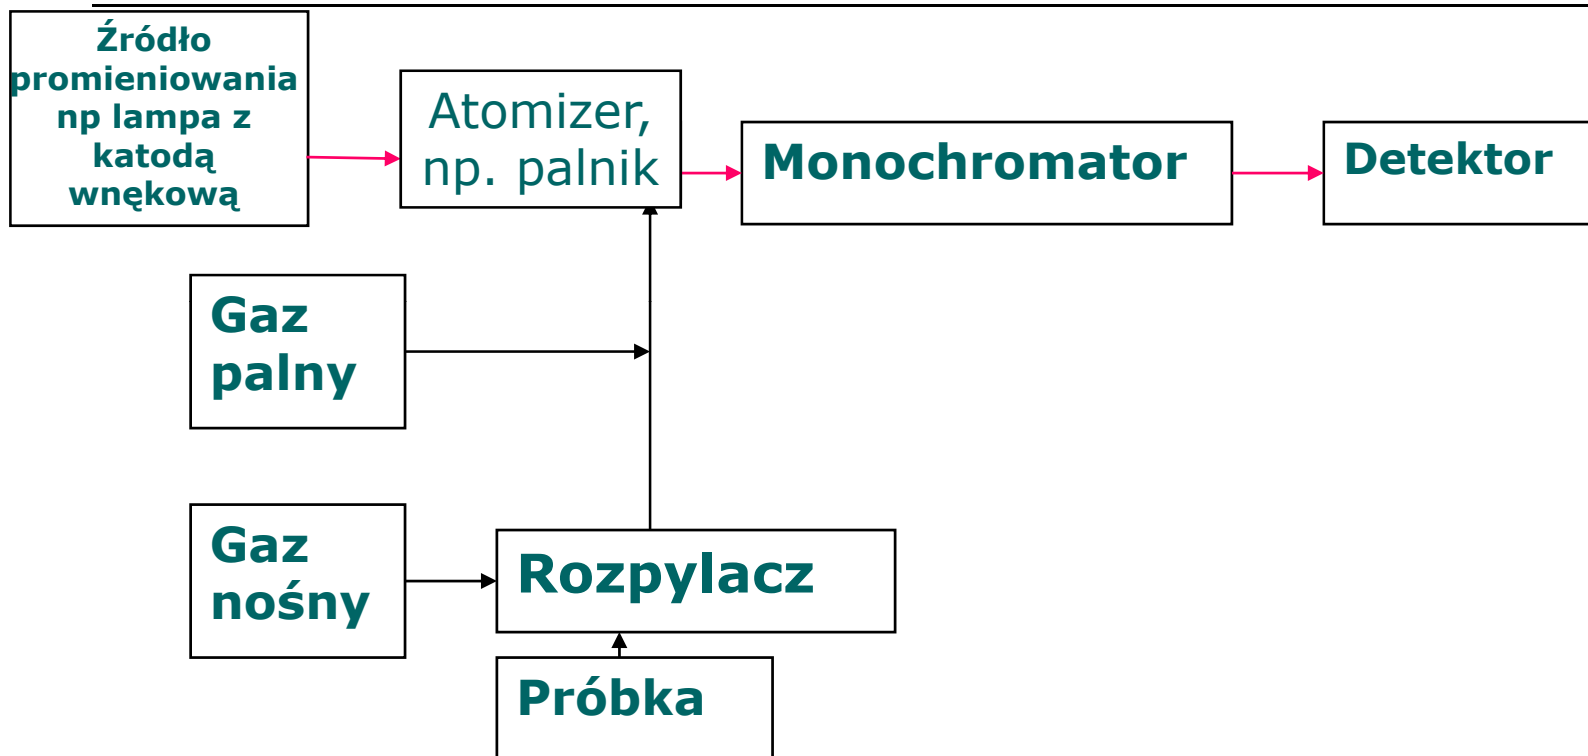 Źródło
promieniowania
np lampa z
katodą
wnękową
Atomizer,
np. palnik
Monochromator
Detektor
Gaz
palny
Gaz
nośny
Rozpylacz
Próbka